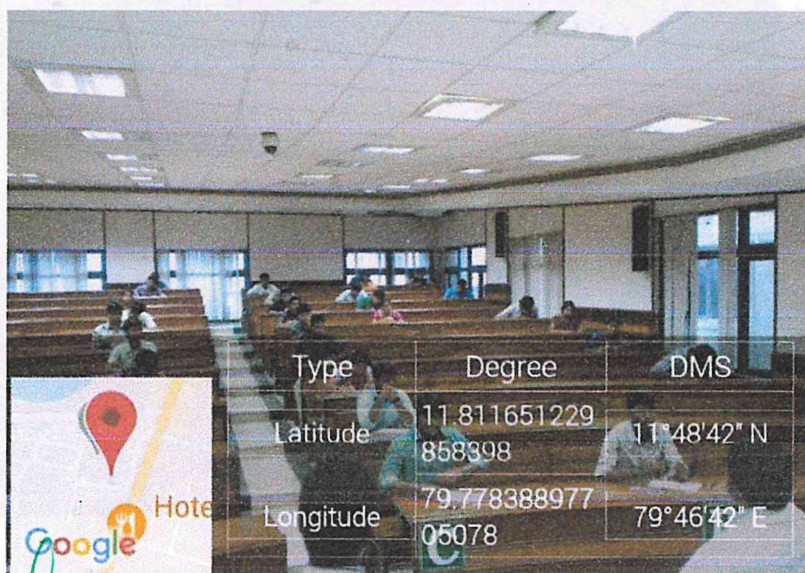 Type Degree DMS
Latitude 11.811651229
858398 11°48'42" N
Longitude 79.778388977
05078 79°46'42" E
Hote
Google
C